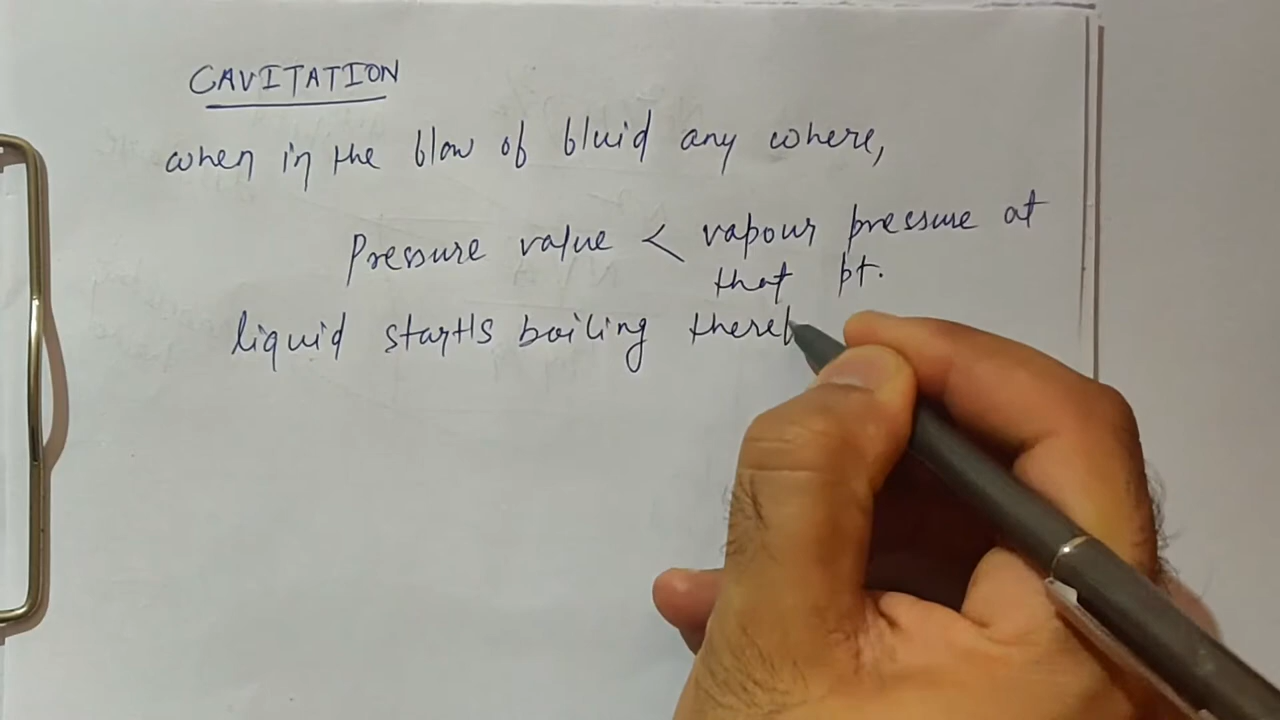 CAVITATION
when in the flow of fluid any where,
Pressure value < vapour pressure at
that pt.
liquid starts boiling thereb